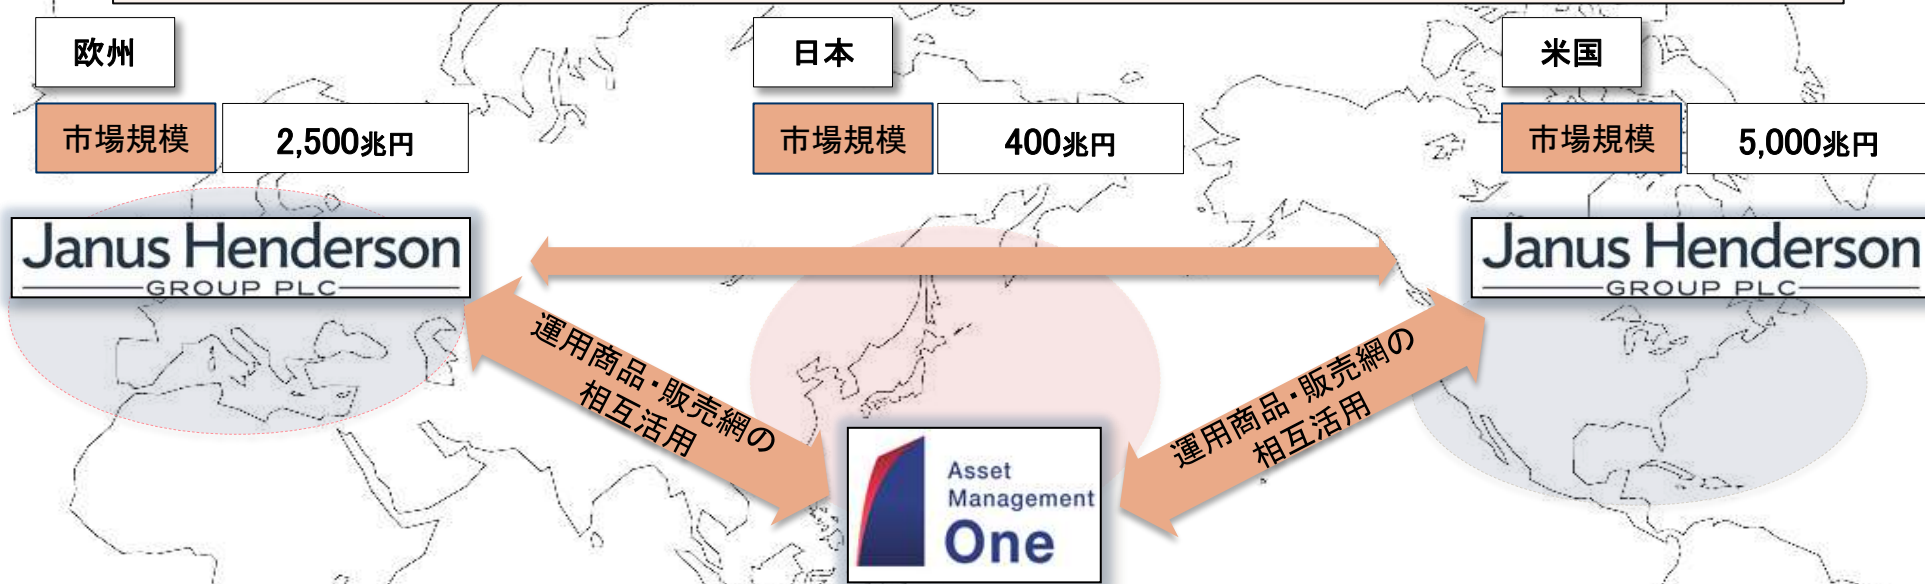 欧州
市場規模
2,500兆円
日本
市場規模
400兆円
米国
市場規模
5,000兆円
Janus Henderson
GROUP PLC
Janus Henderson
GROUP PLC
運用商品・販売網の
相互活用
運用商品・販売網の
相互活用
Asset
Management
One